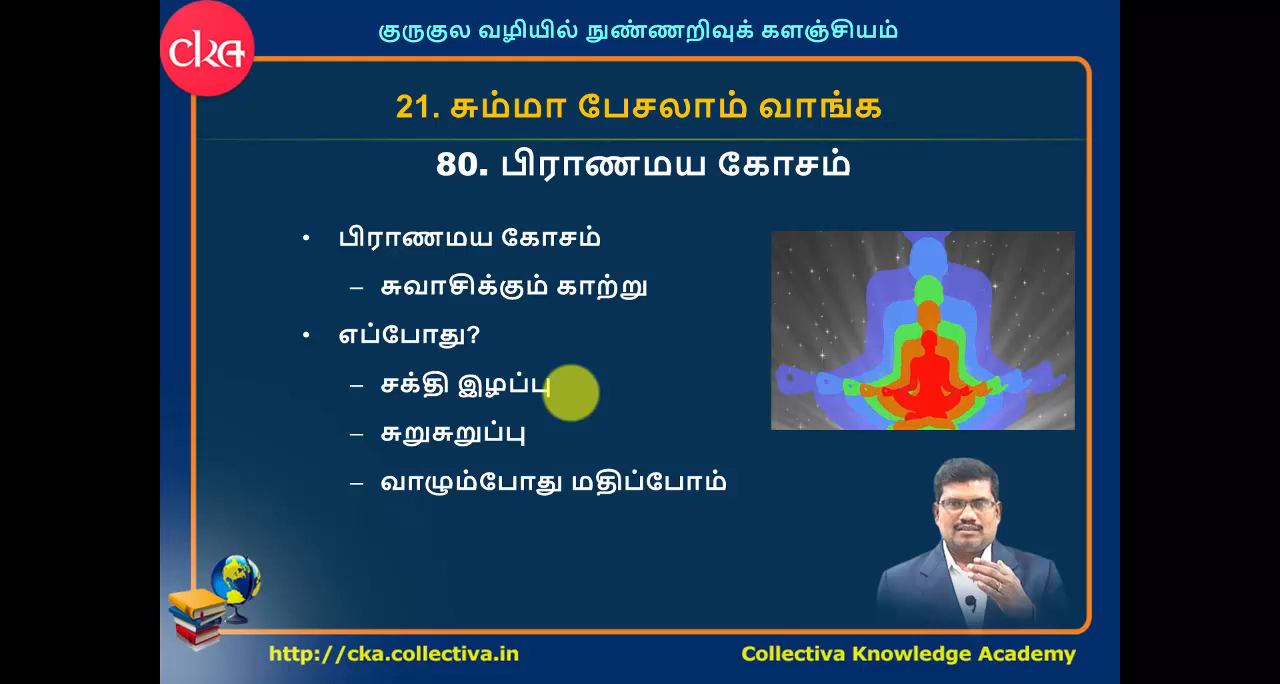 cka
குருகுல வழியில் நுண்ணறிவுக் களஞ்சியம்
21. சும்மா பேசலாம் வாங்க
80. பிராணமய கோசம்
• பிராணமய கோசம்
– சுவாசிக்கும் காற்று
• எப்போது?
– சக்தி இழப்பு
– சுறுசுறுப்பு
– வாழும்போது மதிப்போம்
http://cka.collectiva.in
Collectiva Knowledge Academy